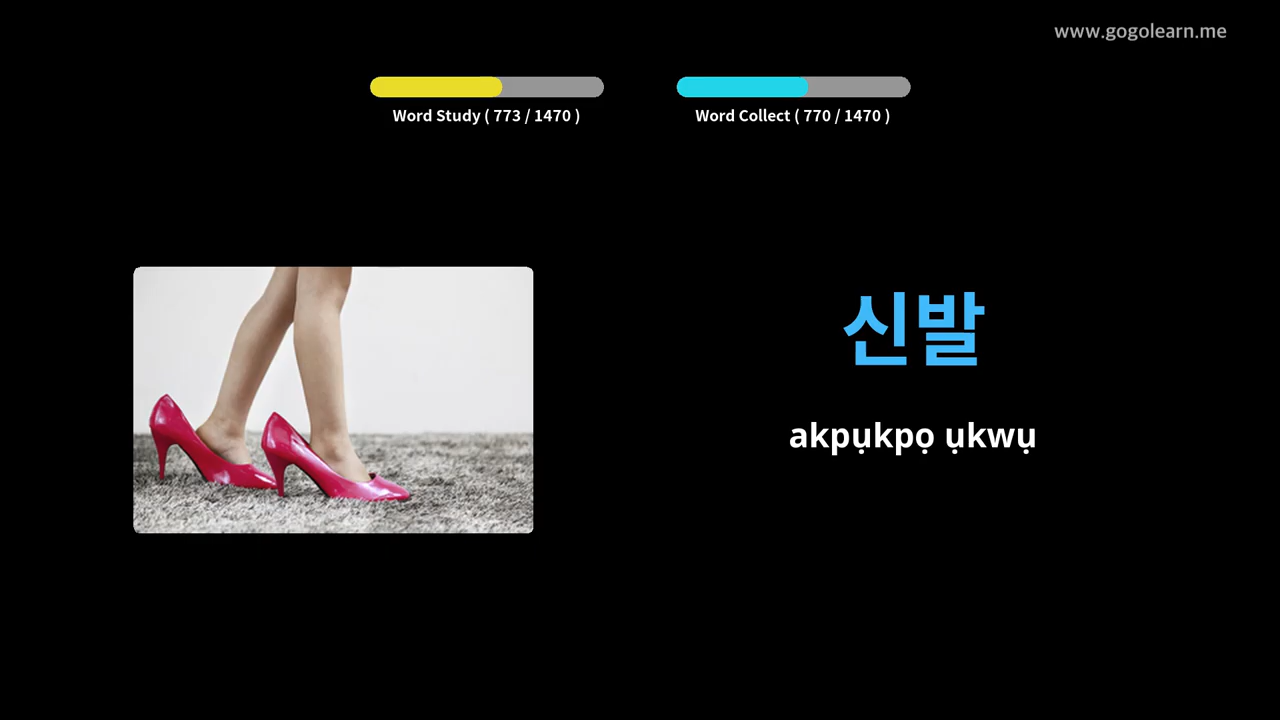 www.gogolearn.me
Word Study ( 773 / 1470 )
Word Collect ( 770 / 1470 )
신발
akpụkpọ ụkwụ